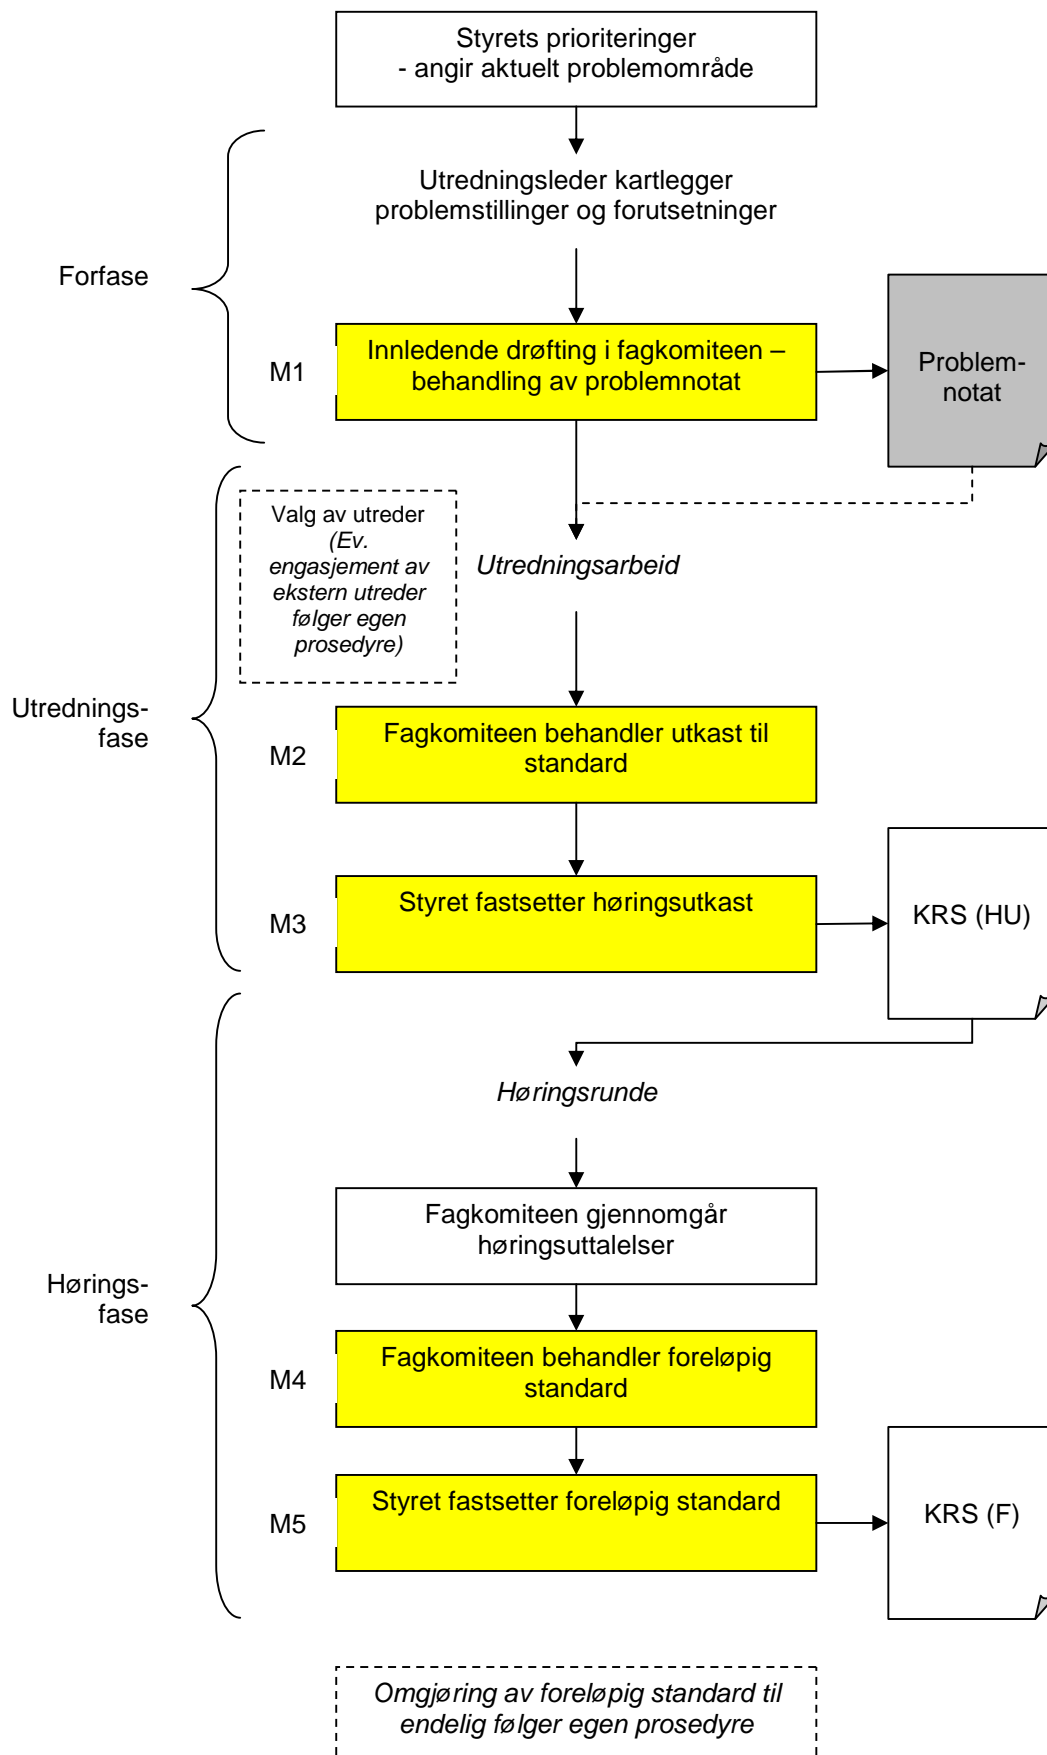 Styrets prioriteringer
- angir aktuelt problemområde
Utredningsleder kartlegger
problemstillinger og forutsetninger
Forfase
M1
Innledende drøfting i fagkomiteen –
behandling av problemnotat
Problem-
notat
Valg av utreder
(Ev.
engasjement av
ekstern utreder
følger egen
prosedyre)
Utredningsarbeid
Utrednings-
fase
M2
Fagkomiteen behandler utkast til
standard
M3
Styret fastsetter høringsutkast
KRS (HU)
Høringsrunde
Fagkomiteen gjennomgår
høringsuttalelser
Hørings-
fase
M4
Fagkomiteen behandler foreløpig
standard
M5
Styret fastsetter foreløpig standard
KRS (F)
Omgjøring av foreløpig standard til
endelig følger egen prosedyre